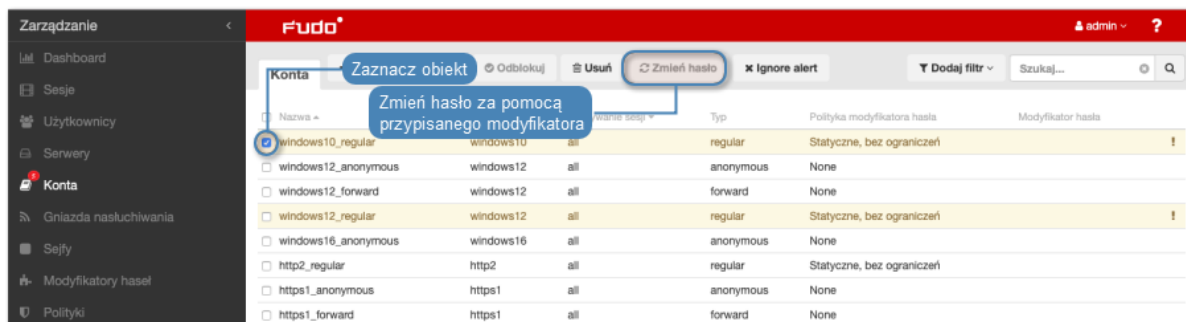 Zarządzanie
Fudo
admin
?
Dashboard
Sesje
Użytkownicy
Serwery
Konta
5
Gniazda nasłuchiwania
Sejfy
Modyfikatory haseł
Polityki
Konta
Zaznacz obiekt
Odblokuj
Usuń
Zmień hasło
Ignore alert
Dodaj filtr
Szukaj...
Zmień hasło za pomocą
przypisanego modyfikatora
Nazwa sesji Typ Polityka modyfikatora hasła Modyfikator hasła
windows10_regular windows10 all regular Statyczne, bez ograniczeń !
windows12_anonymous windows12 all anonymous None
windows12_forward windows12 all forward None
windows12_regular windows12 all regular Statyczne, bez ograniczeń !
windows16_anonymous windows16 all anonymous None
http2_regular http2 all regular Statyczne, bez ograniczeń
https1_anonymous https1 all anonymous None
https1_forward https1 all forward None